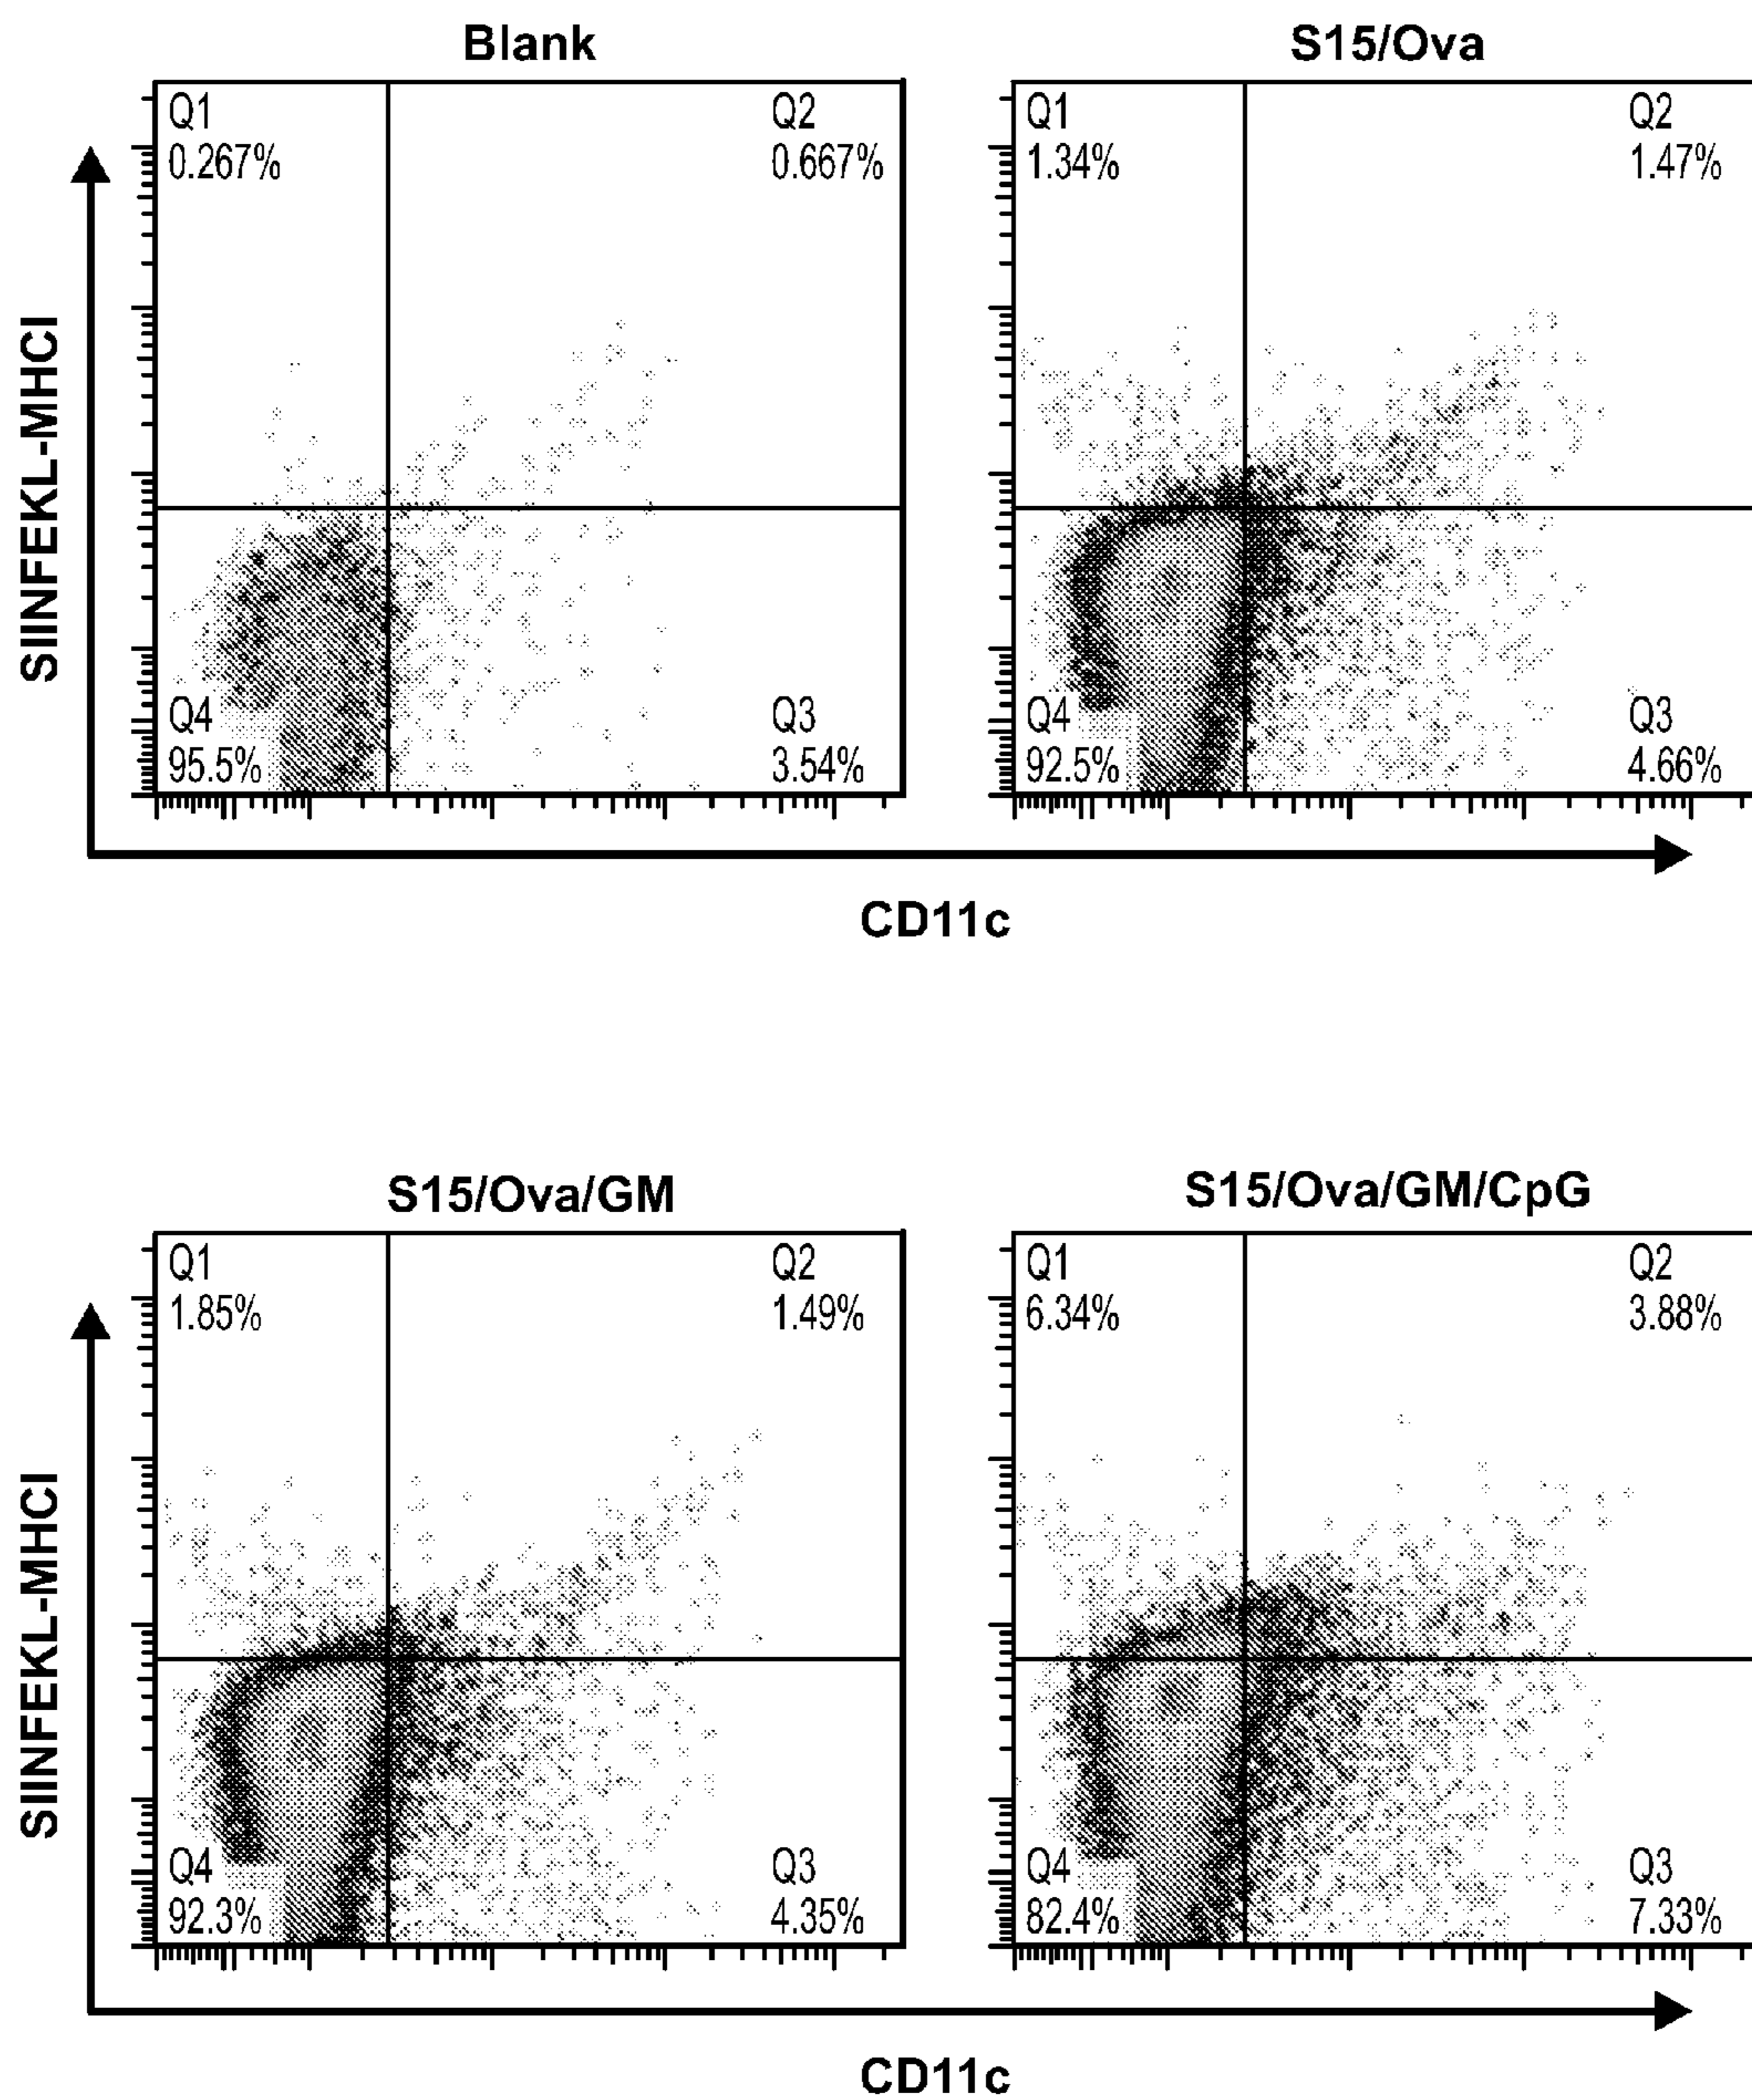 Blank
S15/Ova
Q1
0.267%
Q2
0.667%
Q4
95.5%
Q3
3.54%
Q1
1.34%
Q2
1.47%
Q4
92.5%
Q3
4.66%
SIINFEKL-MHCI
CD11c
S15/Ova/GM
S15/Ova/GM/CpG
Q1
1.85%
Q2
1.49%
Q4
92.3%
Q3
4.35%
Q1
6.34%
Q2
3.88%
Q4
82.4%
Q3
7.33%
SIINFEKL-MHCI
CD11c